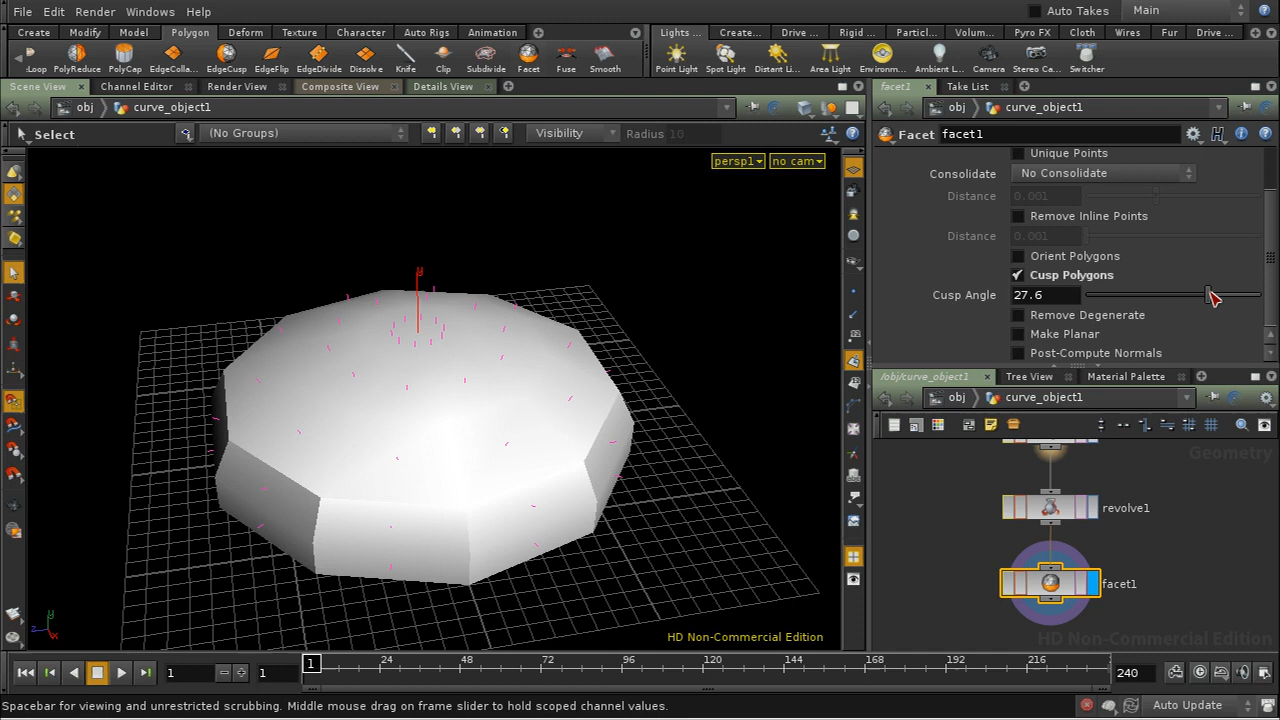 File Edit Render Windows Help Auto Takes Main
Create Modify Model Polygon Deform Texture Character Auto Rigs Animation Lights... Create... Drive ... Rigid ... Particl... Volum... Pyro FX Cloth Wires Fur Drive ...
:Loop PolyReduce PolyCap EdgeColla... EdgeCusp EdgeFlip EdgeDivide Dissolve Knife Clip Subdivide Facet Fuse Smooth Point Light Spot Light Distant Li... Area Light Environm... Ambient L... Camera Stereo Ca... Switcher
Scene View Channel Editor Render View Composite View Details View facet1 Take List
obj curve_object1 obj curve_object1
Select (No Groups) Visibility Radius 10 Facet facet1
persp1 no cam
Unique Points
Consolidate No Consolidate
Distance 0.001
Remove Inline Points
Distance 0.001
Orient Polygons
Cusp Polygons
Cusp Angle 27.6
Remove Degenerate
Make Planar
Post-Compute Normals
y
/obj/curve_object1 Tree View Material Palette
obj curve_object1
Geometry
revolve1
facet1
y
z
x
HD Non-Commercial Edition
HD Non-Commercial Edition
1 1 1 24 48 72 96 120 144 168 192 216 240
Spacebar for viewing and unrestricted scrubbing. Middle mouse drag on frame slider to hold scoped channel values. Auto Update